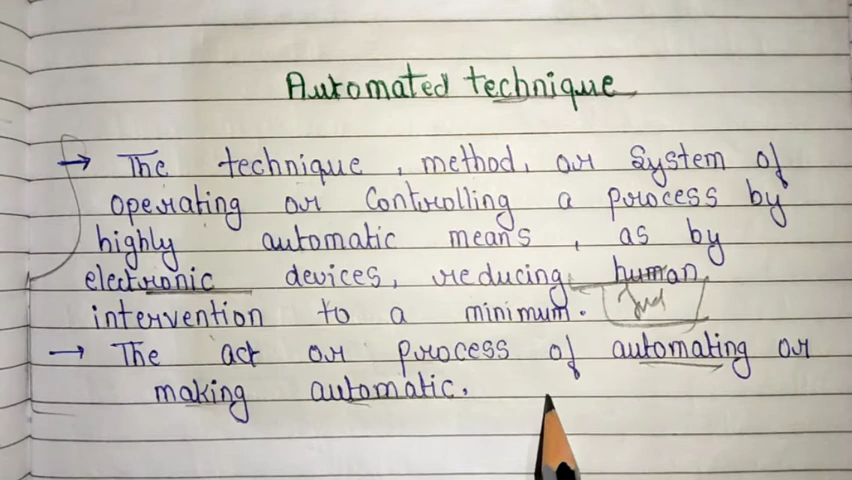 Automated technique
→ The technique, method, or System of
operating or Controlling a process by
highly automatic means, as by
electronic devices, reducing human
intervention to a minimum.
→ The act or process of automating or
making automatic.